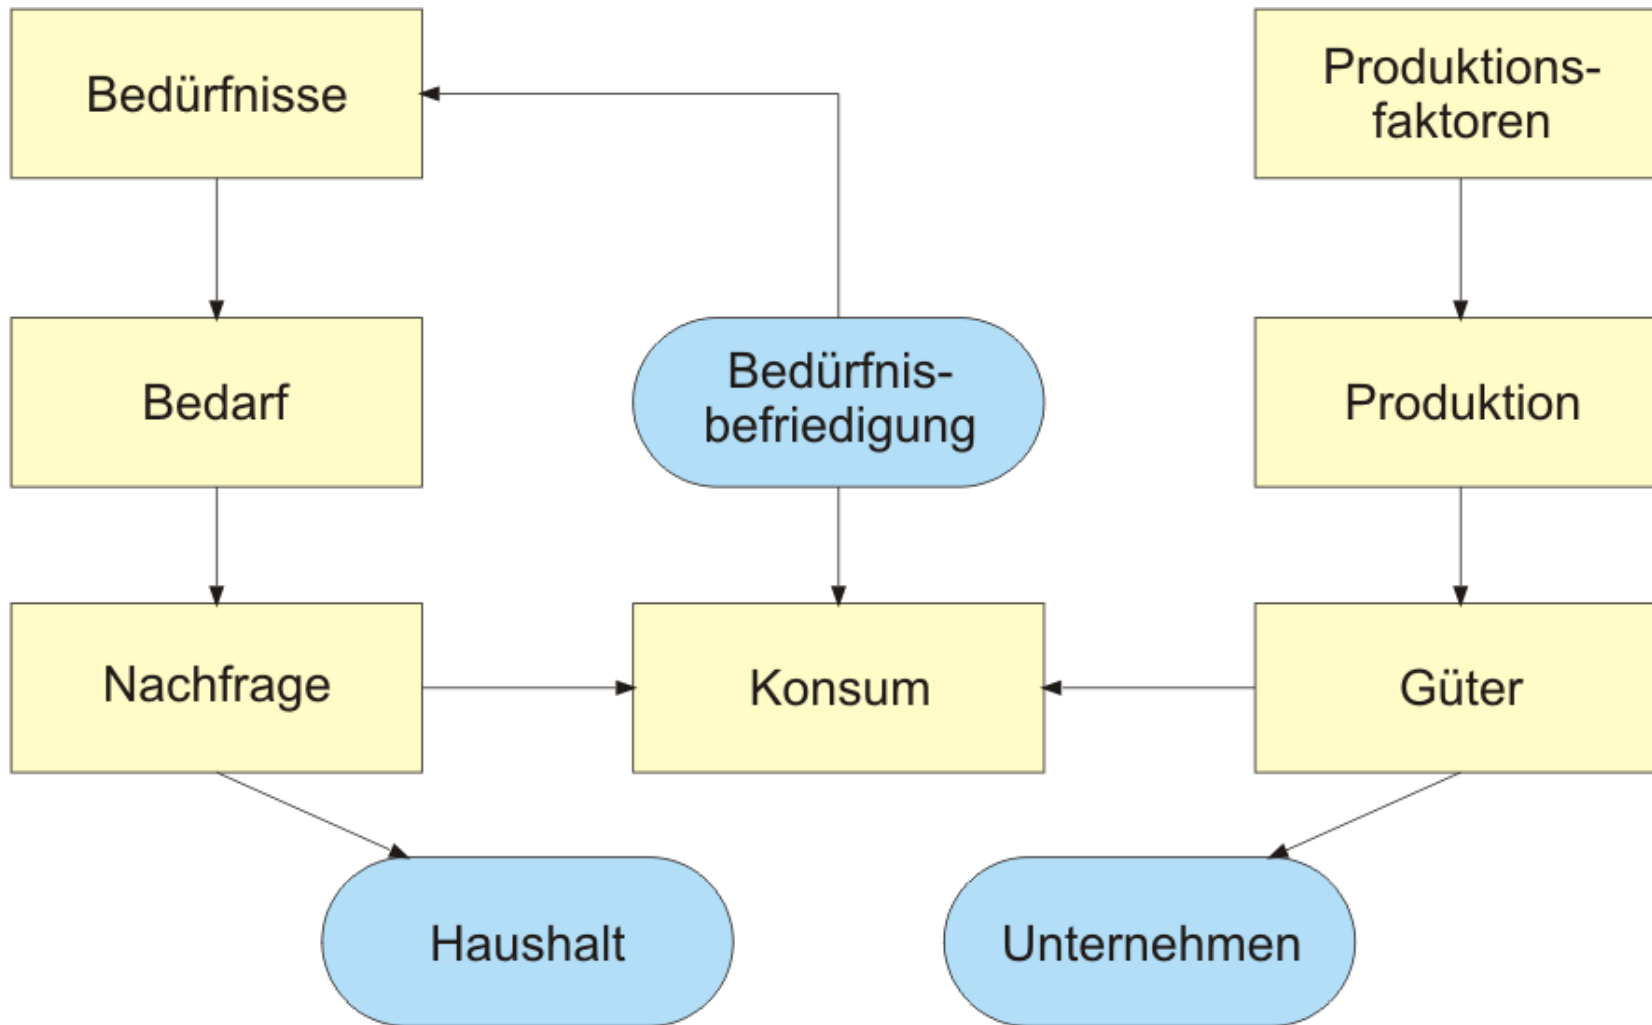 Bedürfnisse
Produktions-
faktoren
Bedarf
Bedürfnis-
befriedigung
Produktion
Nachfrage
Konsum
Güter
Haushalt
Unternehmen